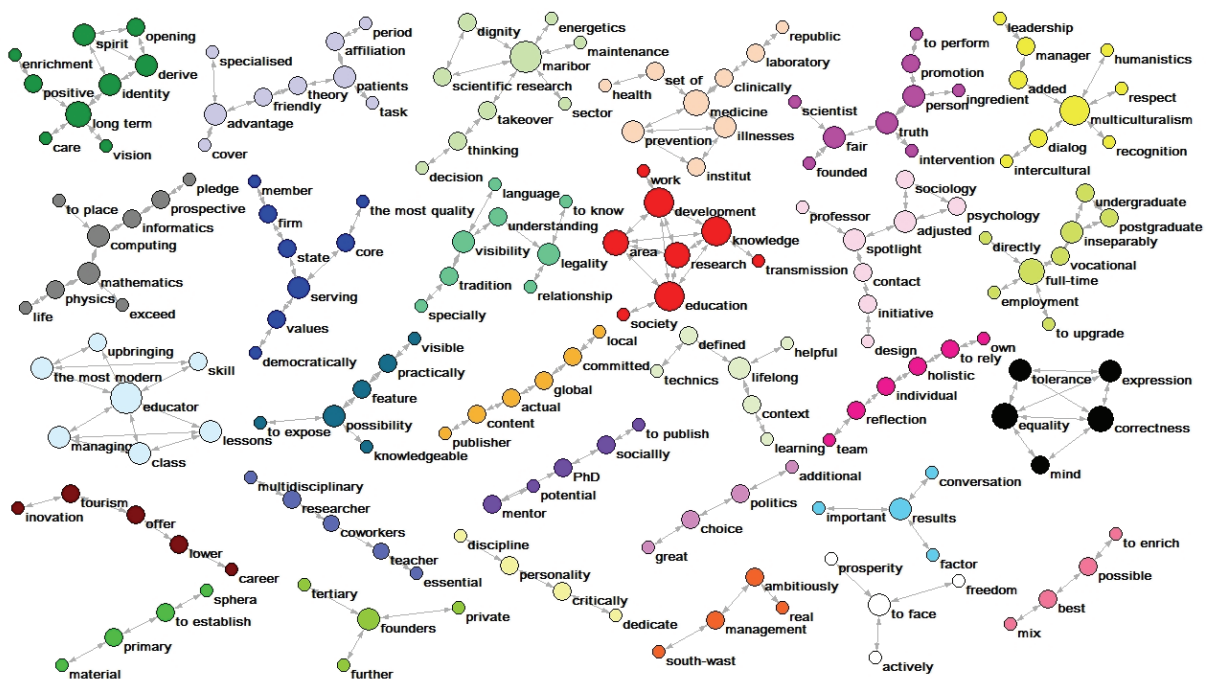 spirit
opening
enrichment
derive
positive
identity
long term
care
vision
period
affiliation
specialised
patients
theory
friendly
task
advantage
cover
dignity
energetics
maribor
maintenance
scientific research
takeover
sector
thinking
decision
republic
laboratory
set of
clinically
health
medicine
prevention
illnesses
institut
to perform
promotion
scientist
person
ingredient
truth
fair
intervention
founded
leadership
manager
humanistics
added
respect
multiculturalism
dialog
recognition
intercultural
pledge
to place
prospective
informatics
computing
mathematics
physics
life
exceed
member
the most quality
firm
core
state
serving
values
democratically
language
to know
understanding
visibility
legality
tradition
relationship
specially
work
development
knowledge
area
research
transmission
education
society
sociology
professor
psychology
adjusted
spotlight
contact
initiative
design
undergraduate
postgraduate
directly
inseparably
vocational
full-time
employment
to upgrade
upbringing
the most modern
skill
educator
lessons
managing
class
visible
practically
feature
to expose
possibility
knowledgeable
local
committed
global
actual
content
publisher
defined
helpful
technics
lifelong
context
learning
own
to rely
holistic
individual
reflection
team
tolerance
expression
equality
correctness
mind
inovation
tourism
offer
lower
career
multidisciplinary
researcher
coworkers
teacher
essential
to publish
sociallly
PhD
potential
mentor
additional
politics
choice
great
conversation
important
results
factor
discipline
personality
critically
dedicate
prosperity
freedom
to face
actively
to enrich
possible
best
mix
sphera
to establish
primary
material
tertiary
private
founders
further
ambitiously
real
management
south-wast